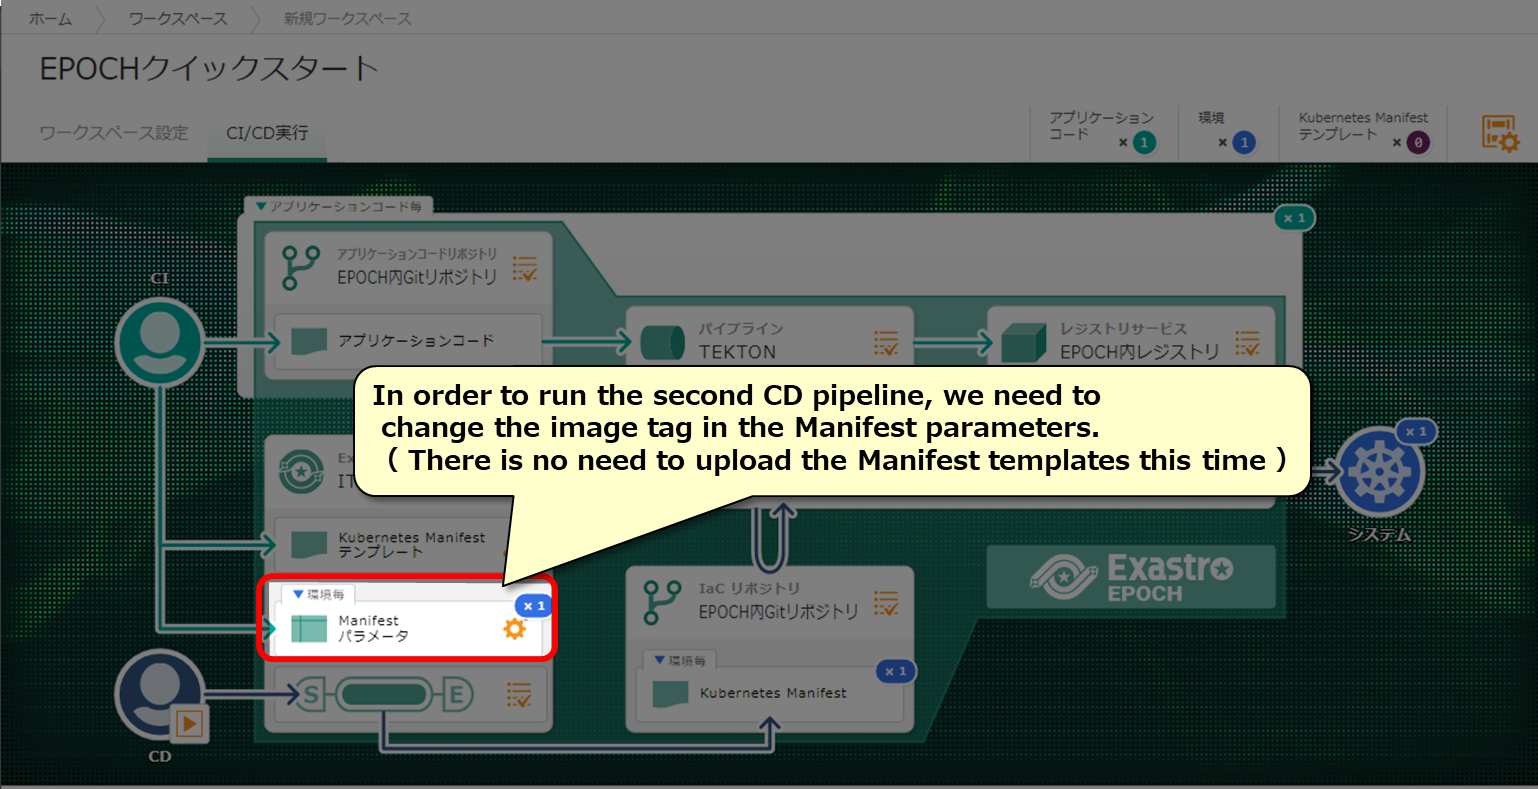 ホーム
ワークスペース
新規ワークスペース
EPOCHクイックスタート
ワークスペース設定
CI/CD実行
アプリケーション
コード
× 1
環境
× 1
Kubernetes Manifest
テンプレート
× 0
▼アプリケーションコード毎
× 1
CI
アプリケーションコードリポジトリ
EPOCH内Gitリポジトリ
アプリケーションコード
パイプライン
TEKTON
レジストリサービス
EPOCH内レジストリ
In order to run the second CD pipeline, we need to
change the image tag in the Manifest parameters.
( There is no need to upload the Manifest templates this time )
Ex
IT
× 1
システム
Kubernetes Manifest
テンプレート
▼環境毎
× 1
Manifest
パラメータ
IaC リポジトリ
EPOCH内Gitリポジトリ
Exastro
EPOCH
▼環境毎
× 1
Kubernetes Manifest
S
E
CD